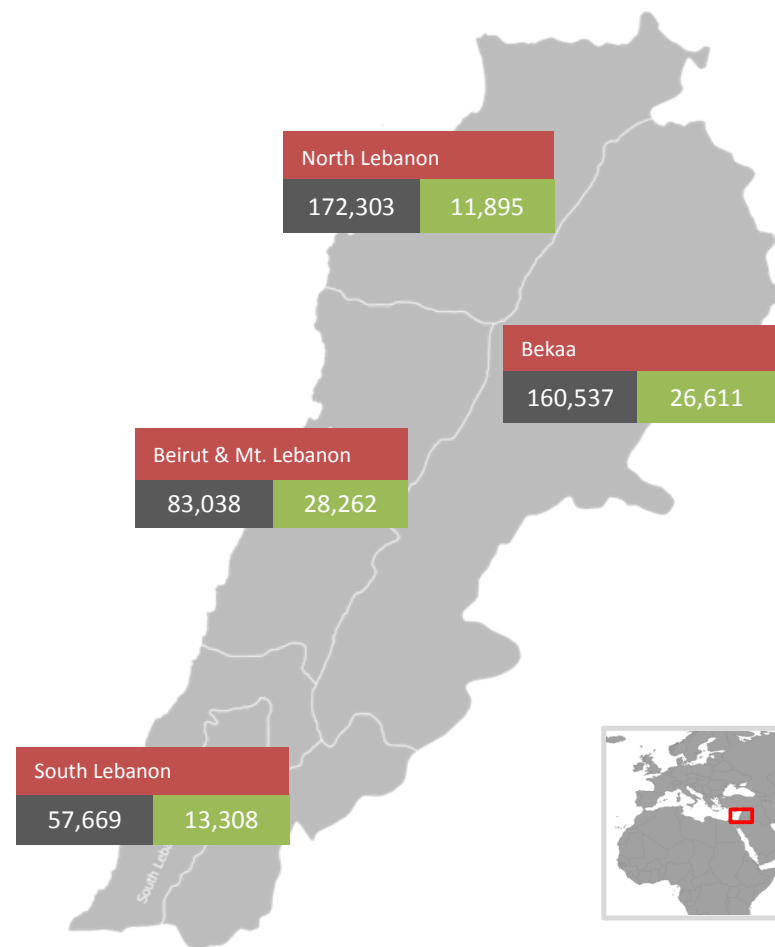 North Lebanon
172,303 11,895
Bekaa
160,537 26,611
Beirut & Mt. Lebanon
83,038 28,262
South Lebanon
57,669 13,308
South